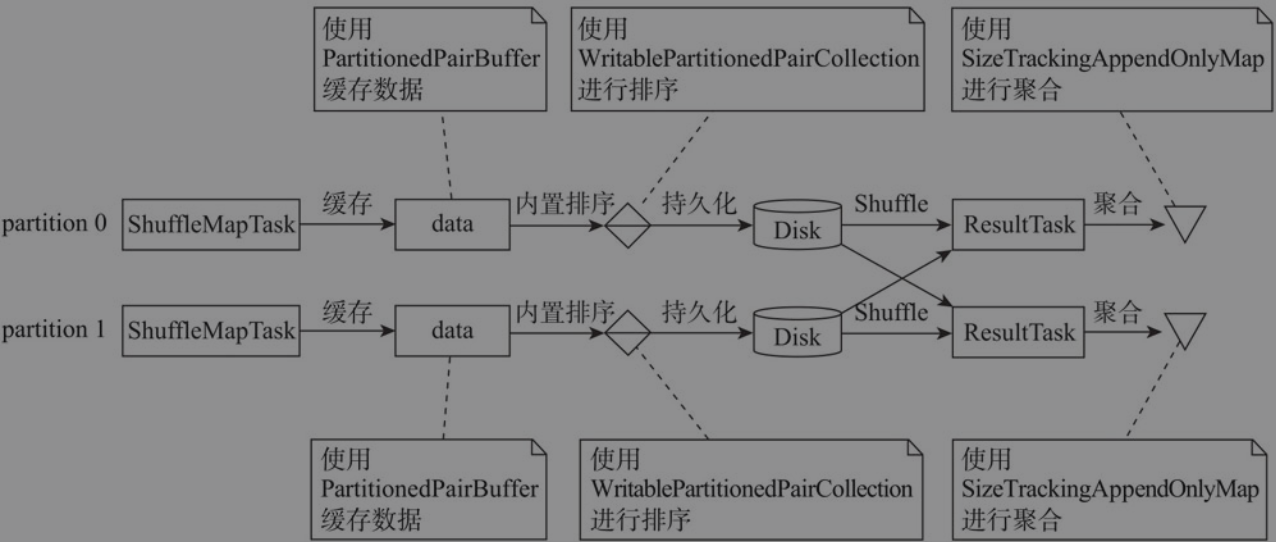 使用
PartitionedPairBuffer
缓存数据
使用
WritablePartitionedPairCollection
进行排序
使用
SizeTrackingAppendOnlyMap
进行聚合
partition 0
ShuffleMapTask
缓存
data
内置排序
持久化
Disk
Shuffle
ResultTask
聚合
partition 1
ShuffleMapTask
缓存
data
内置排序
持久化
Disk
Shuffle
ResultTask
聚合
使用
PartitionedPairBuffer
缓存数据
使用
WritablePartitionedPairCollection
进行排序
使用
SizeTrackingAppendOnlyMap
进行聚合